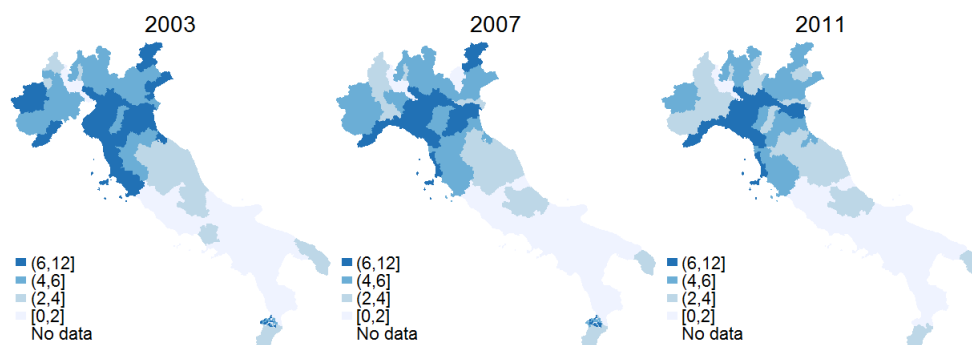 2003 2007 2011
(6,12] (6,12] (6,12]
(4,6] (4,6] (4,6]
(2,4] (2,4] (2,4]
[0,2] [0,2] [0,2]
No data No data No data